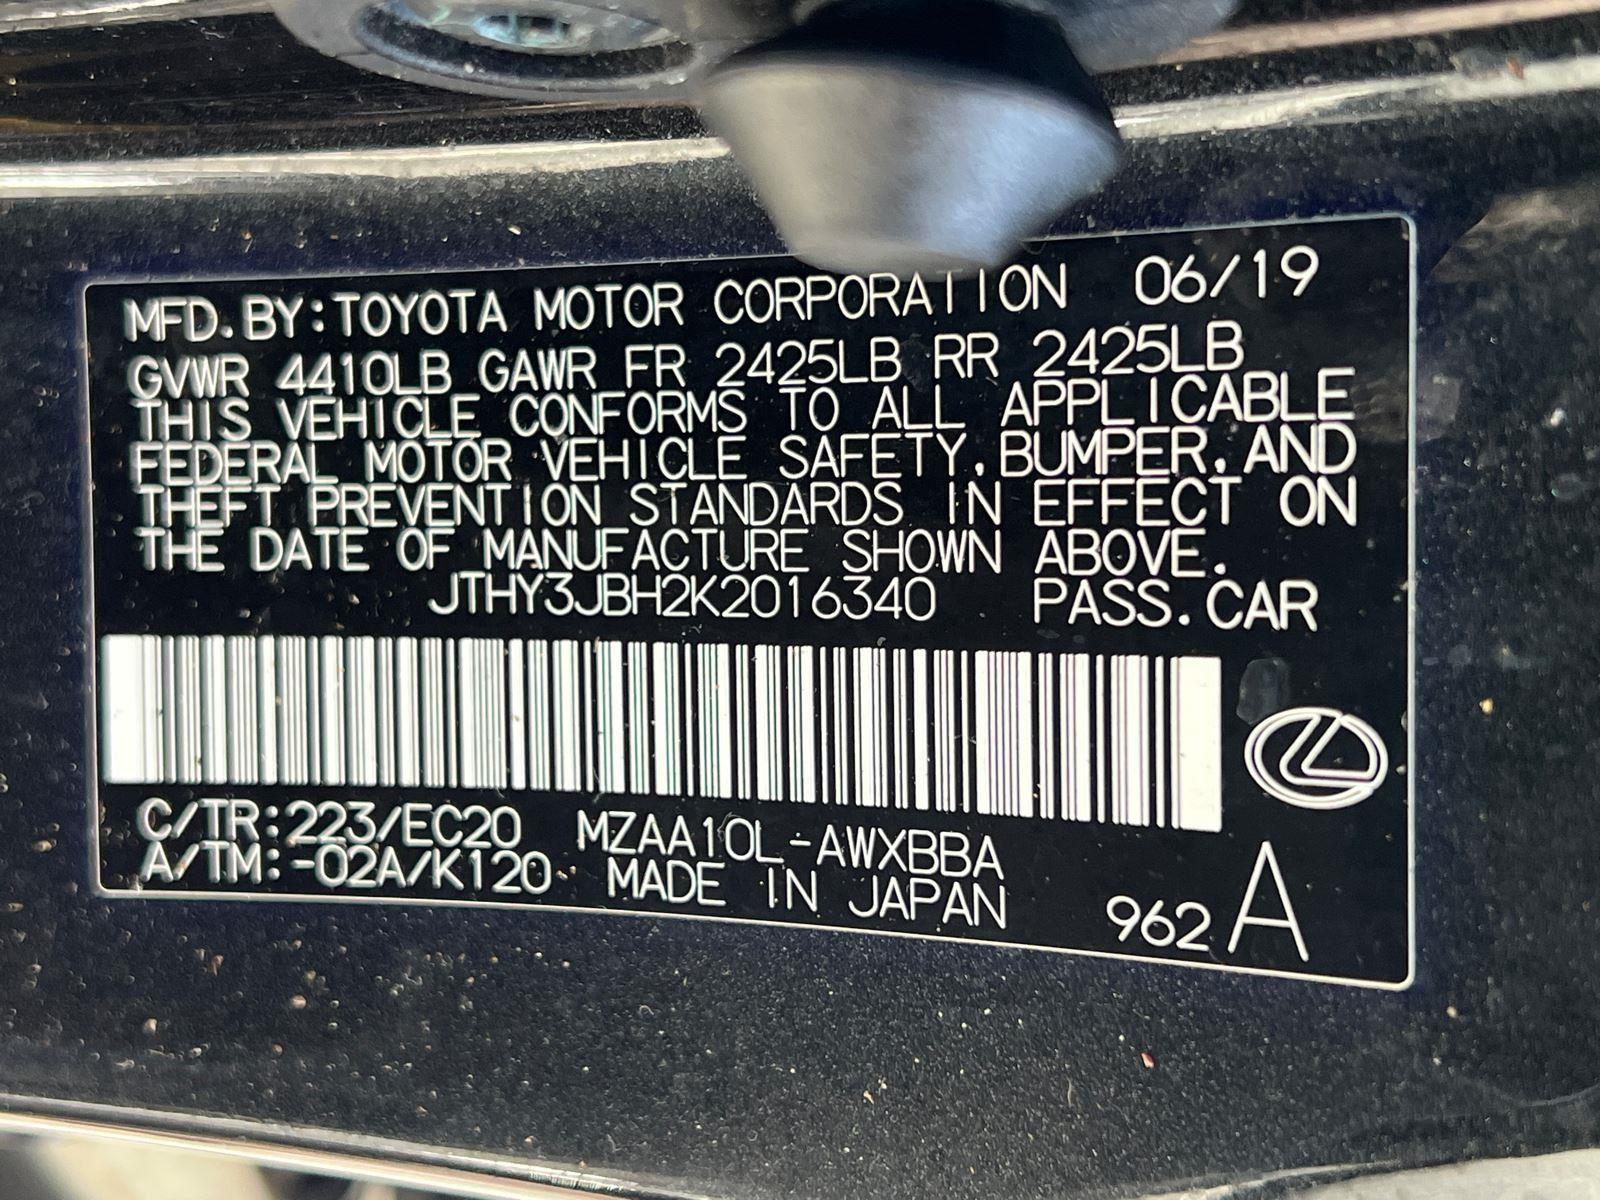 MFD. BY: TOYOTA MOTOR CORPORATION 06/19
GVWR 4410LB GAWR FR 2425LB RR 2425LB
THIS VEHICLE CONFORMS TO ALL APPLICABLE
FEDERAL MOTOR VEHICLE SAFETY, BUMPER, AND
THEFT PREVENTION STANDARDS IN EFFECT ON
THE DATE OF MANUFACTURE SHOWN ABOVE.
JTHY3JBH2K2016340 PASS. CAR
C/TR: 223/EC20 MZAA10L-AWXBBA
A/TM: -02A/K120 MADE IN JAPAN
962 A